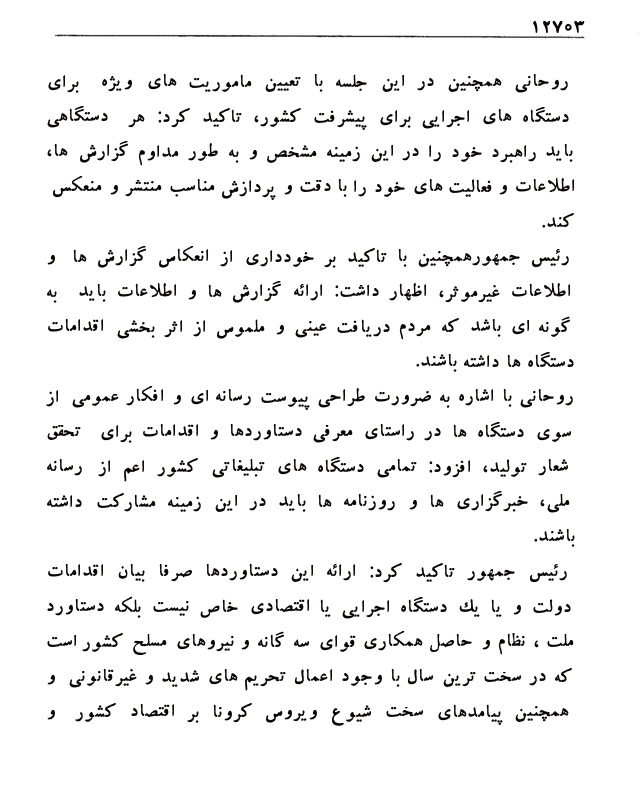 ۱۲۷۰۳
روحانی همچنین در این جلسه با تعیین ماموریت های ویژه برای
دستگاه های اجرایی برای پیشرفت کشور، تاکید کرد: هر دستگاهی
باید راهبرد خود را در این زمینه مشخص و به طور مداوم گزارش ها،
اطلاعات و فعالیت های خود را با دقت و پردازش مناسب منتشر و منعکس
کند.
رئیس جمهورهمچنین با تاکید بر خودداری از انعکاس گزارش ها و
اطلاعات غیرموثر، اظهار داشت: ارائه گزارش ها و اطلاعات باید به
گونه ای باشد که مردم دریافت عینی و ملموس از اثر بخشی اقدامات
دستگاه ها داشته باشند.
روحانی با اشاره به ضرورت طراحی پیوست رسانه ای و افکار عمومی از
سوی دستگاه ها در راستای معرفی دستاوردها و اقدامات برای تحقق
شعار تولید، افزود: تمامی دستگاه های تبلیغاتی کشور اعم از رسانه
ملی، خبرگزاری ها و روزنامه ها باید در این زمینه مشارکت داشته
باشند.
رئیس جمهور تاکید کرد: ارائه این دستاوردها صرفا بیان اقدامات
دولت و یا یك دستگاه اجرایی یا اقتصادی خاص نیست بلکه دستاورد
ملت ، نظام و حاصل همکاری قوای سه گانه و نیروهای مسلح کشور است
که در سخت ترین سال با وجود اعمال تحریم های شدید و غیرقانونی و
همچنین پیامدهای سخت شیوع ویروس کرونا بر اقتصاد کشور و